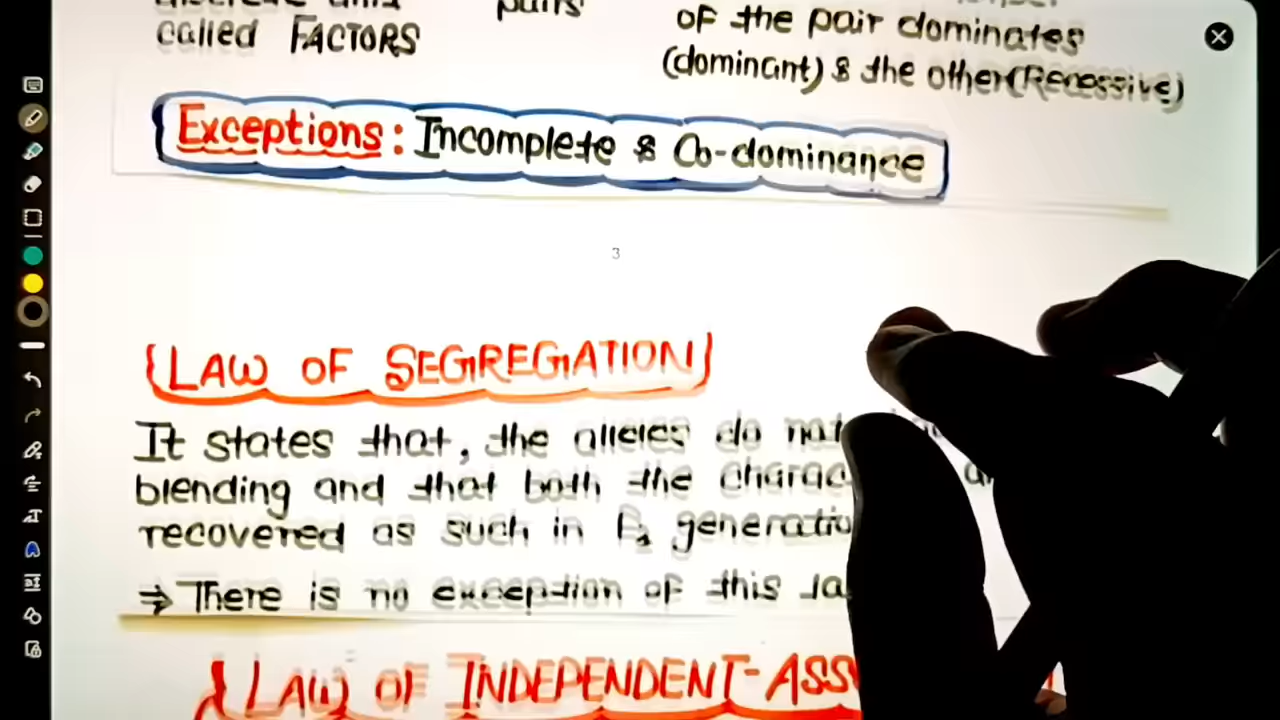 pairs
called FACTORS
of the pair dominates
(dominant) & the other (Recessive)
Exceptions: Incomplete & Co-dominance
3
LAW OF SEGREGATION
It states that, the alleles do not
blending and that both the charac
recovered as such in F2 generatio
⇒ There is no exception of this la
LAW OF INDEPENDENT-ASS